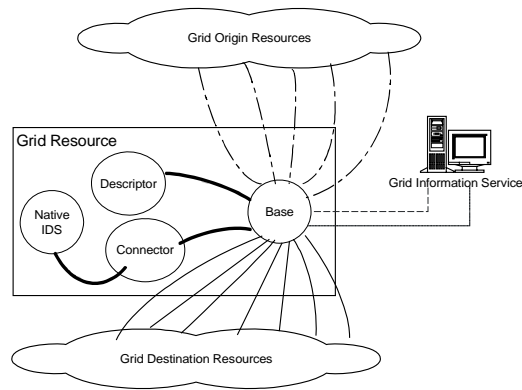 Grid Origin Resources
Grid Resource
Descriptor
Grid Information Service
Native
IDS
Base
Connector
Grid Destination Resources